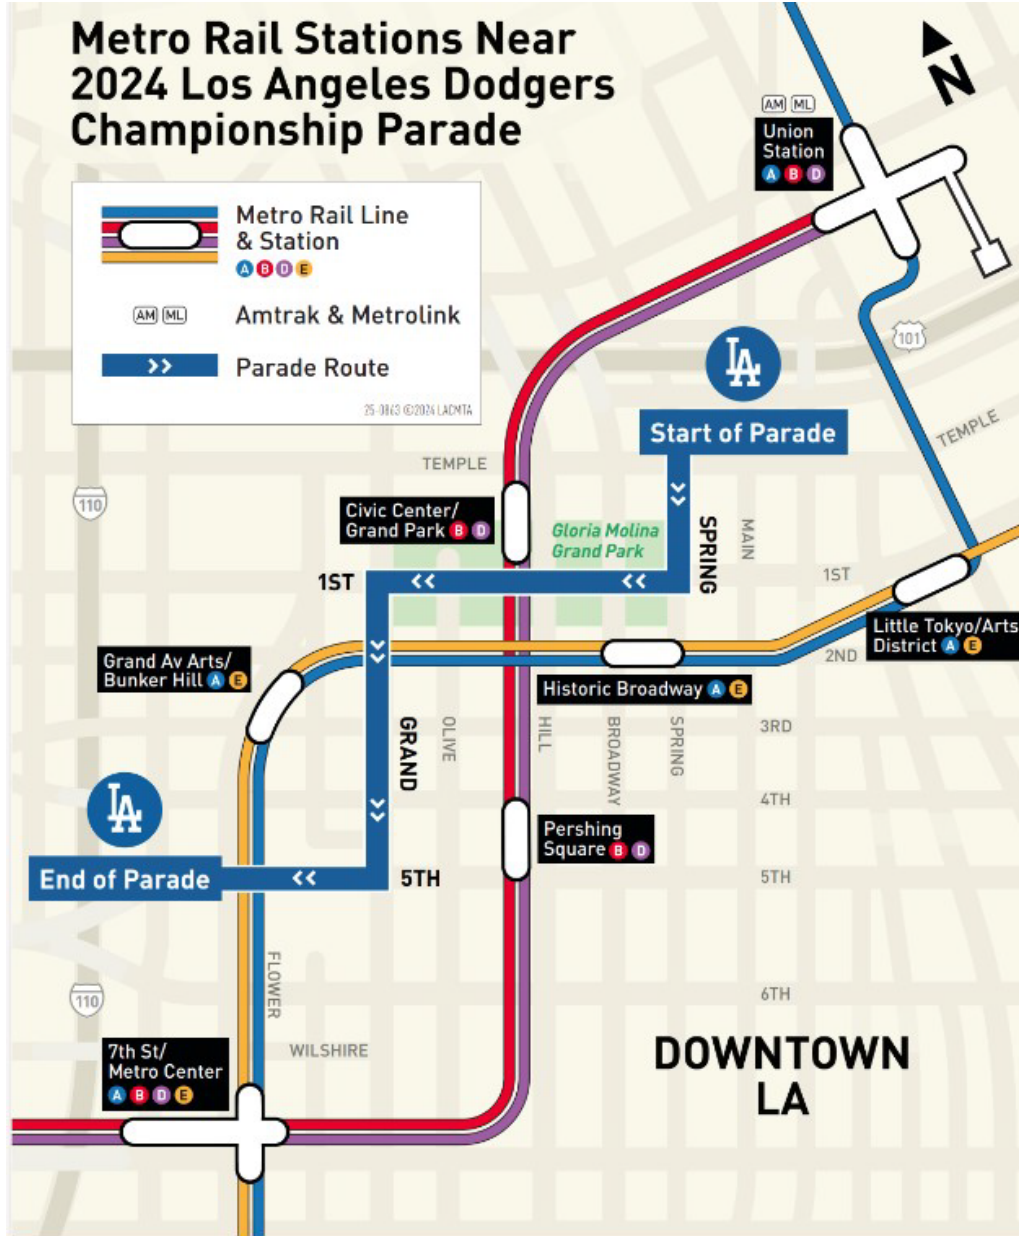 Metro Rail Stations Near
2024 Los Angeles Dodgers
Championship Parade
N
AM ML
Union
Station
A B D
Metro Rail Line
& Station
A B D E
AM ML Amtrak & Metrolink
Parade Route
25-0863 ©2024 LACMTA
101
LA
Start of Parade
TEMPLE
TEMPLE
110
Civic Center/
Grand Park B D
Gloria Molina
Grand Park
SPRING
MAIN
1ST
1ST
Little Tokyo/Arts
District A E
2ND
Grand Av Arts/
Bunker Hill A E
Historic Broadway A E
GRAND
OLIVE
HILL
BROADWAY
SPRING
3RD
4TH
LA
Pershing
Square B D
End of Parade
5TH
5TH
FLOWER
110
6TH
7th St/
Metro Center
A B D E
WILSHIRE
DOWNTOWN
LA